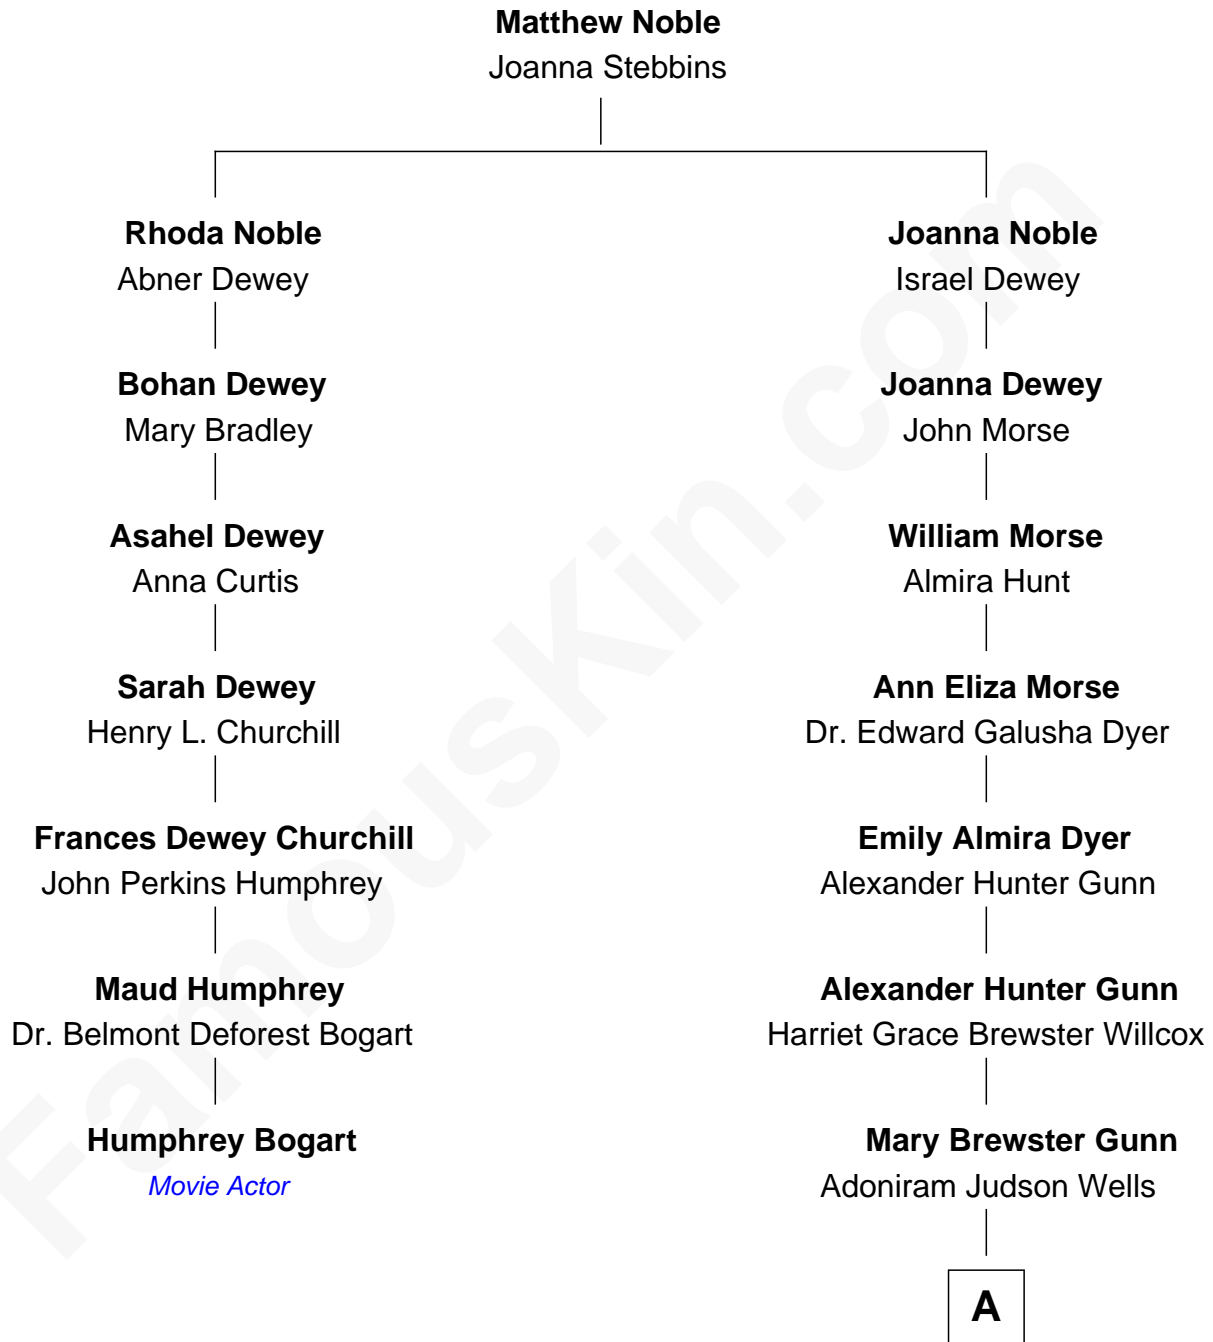 Matthew Noble
Joanna Stebbins
Rhoda Noble
Abner Dewey
Bohan Dewey
Mary Bradley
Asahel Dewey
Anna Curtis
Sarah Dewey
Henry L. Churchill
Frances Dewey Churchill
John Perkins Humphrey
Maud Humphrey
Dr. Belmont Deforest Bogart
Humphrey Bogart
Movie Actor
Joanna Noble
Israel Dewey
Joanna Dewey
John Morse
William Morse
Almira Hunt
Ann Eliza Morse
Dr. Edward Galusha Dyer
Emily Almira Dyer
Alexander Hunter Gunn
Alexander Hunter Gunn
Harriet Grace Brewster Willcox
Mary Brewster Gunn
Adoniram Judson Wells
A
FamousKin.com